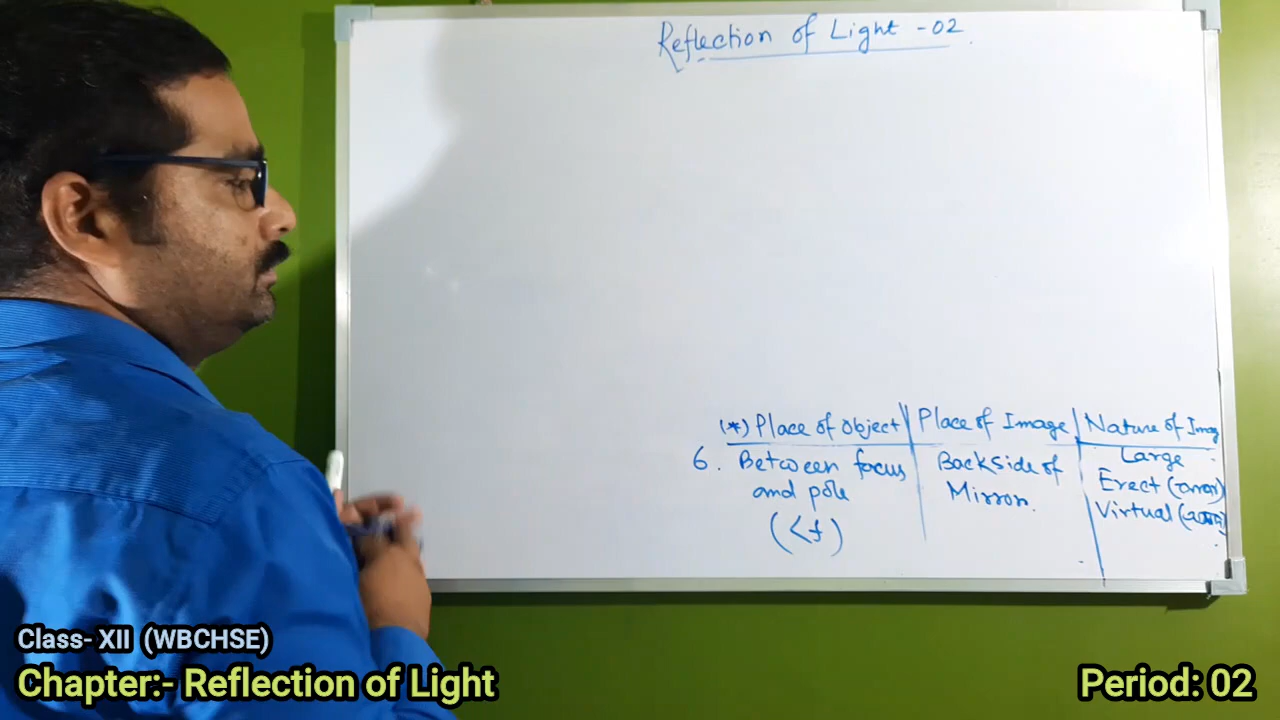 Reflection of Light - 02
(*) Place of Object | Place of Image | Nature of Imag
6. Between focus and pole (<f)
Backside of Mirror.
Large
Erect
Virtual
Class- XII (WBCHSE)
Chapter:- Reflection of Light
Period: 02